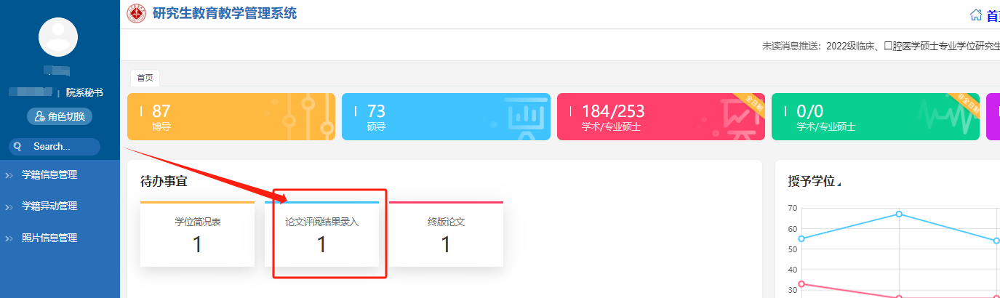 研究生教育教学管理系统
首
未读消息推送：2022级临床、口腔医学硕士专业学位研究生
院系秘书
角色切换
Search...
学籍信息管理
学籍异动管理
照片信息管理
首页
87
博导
73
硕导
184/253
学术/专业硕士
全日制
0/0
学术/专业硕士
非全日制
待办事宜
学位简况表
1
论文评阅结果录入
1
终版论文
1
授予学位
70
60
50
40
30